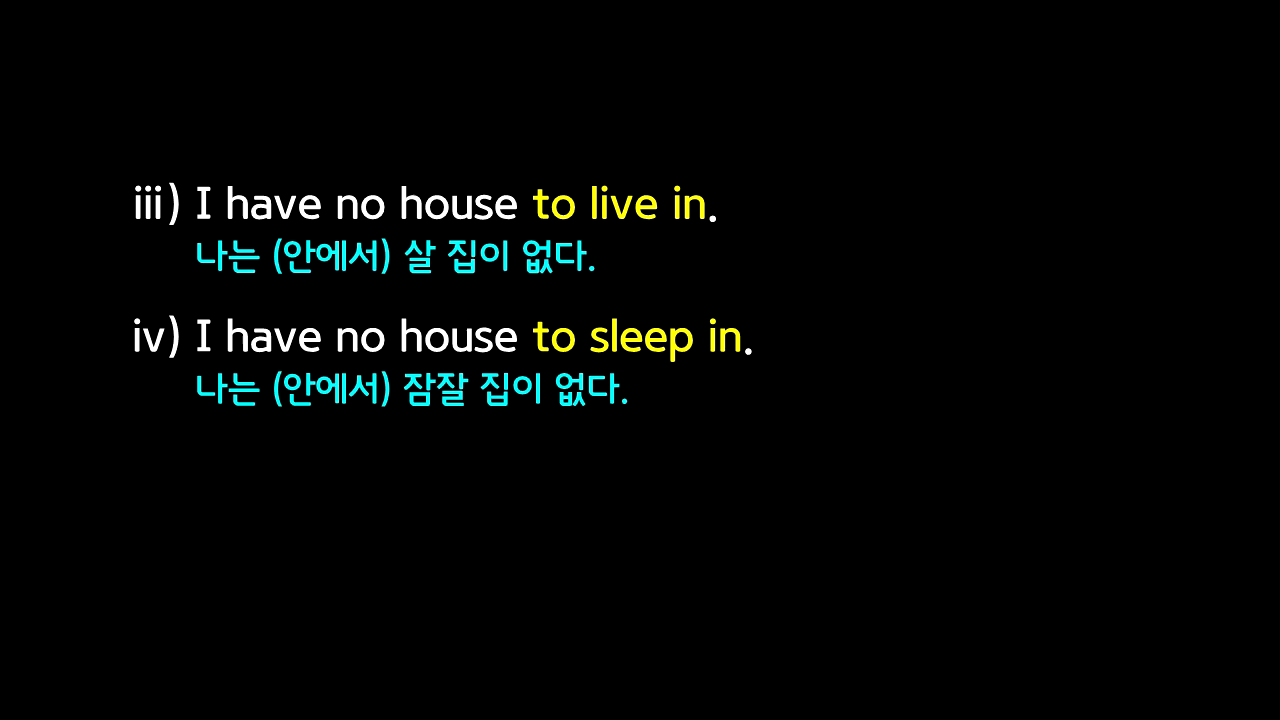 iii) I have no house to live in.
나는 (안에서) 살 집이 없다.
iv) I have no house to sleep in.
나는 (안에서) 잠잘 집이 없다.